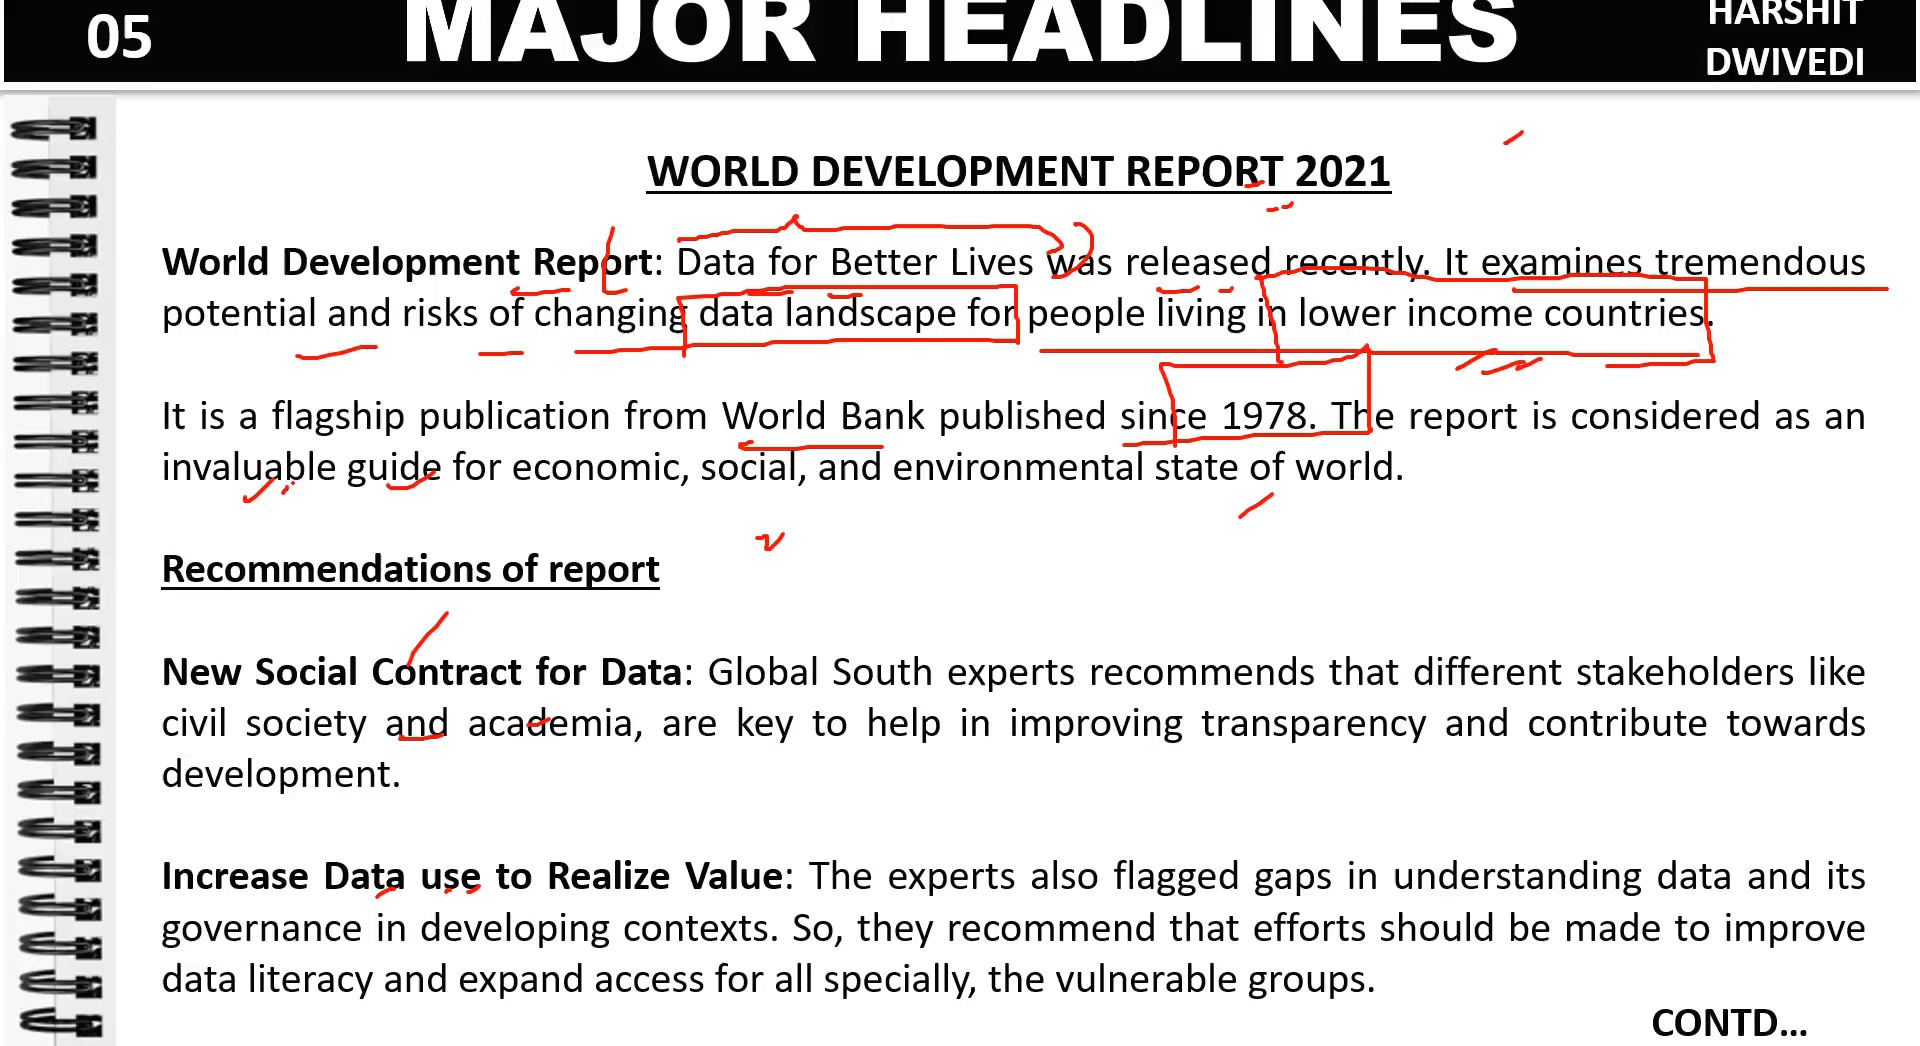 05
MAJOR HEADLINES
HARSHIT
DWIVEDI
WORLD DEVELOPMENT REPORT 2021
World Development Report: Data for Better Lives was released recently. It examines tremendous
potential and risks of changing data landscape for people living in lower income countries.
It is a flagship publication from World Bank published since 1978. The report is considered as an
invaluable guide for economic, social, and environmental state of world.
Recommendations of report
New Social Contract for Data: Global South experts recommends that different stakeholders like
civil society and academia, are key to help in improving transparency and contribute towards
development.
Increase Data use to Realize Value: The experts also flagged gaps in understanding data and its
governance in developing contexts. So, they recommend that efforts should be made to improve
data literacy and expand access for all specially, the vulnerable groups.
CONTD...